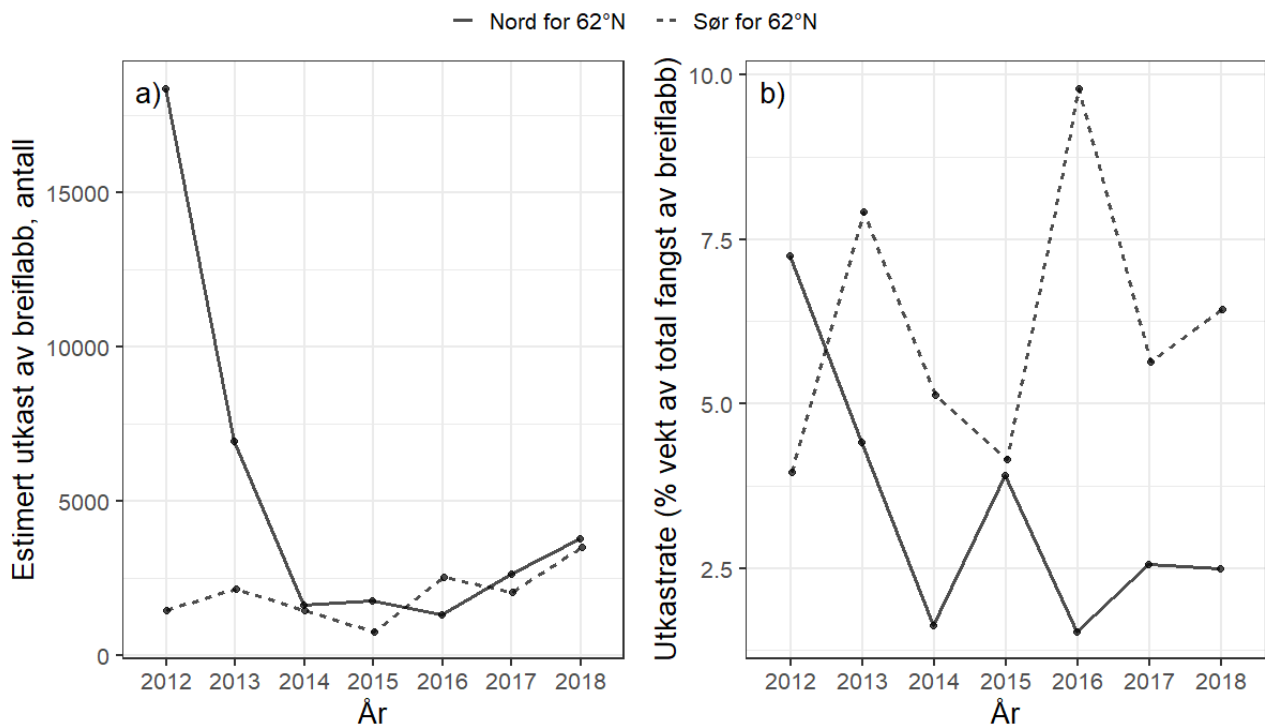 Nord for 62°N Sør for 62°N
a)
Estimert utkast av breiflabb, antall
15000
10000
5000
0
2012 2013 2014 2015 2016 2017 2018
År
b)
Utkastrate (% vekt av total fangst av breiflabb)
10.0
7.5
5.0
2.5
2012 2013 2014 2015 2016 2017 2018
År